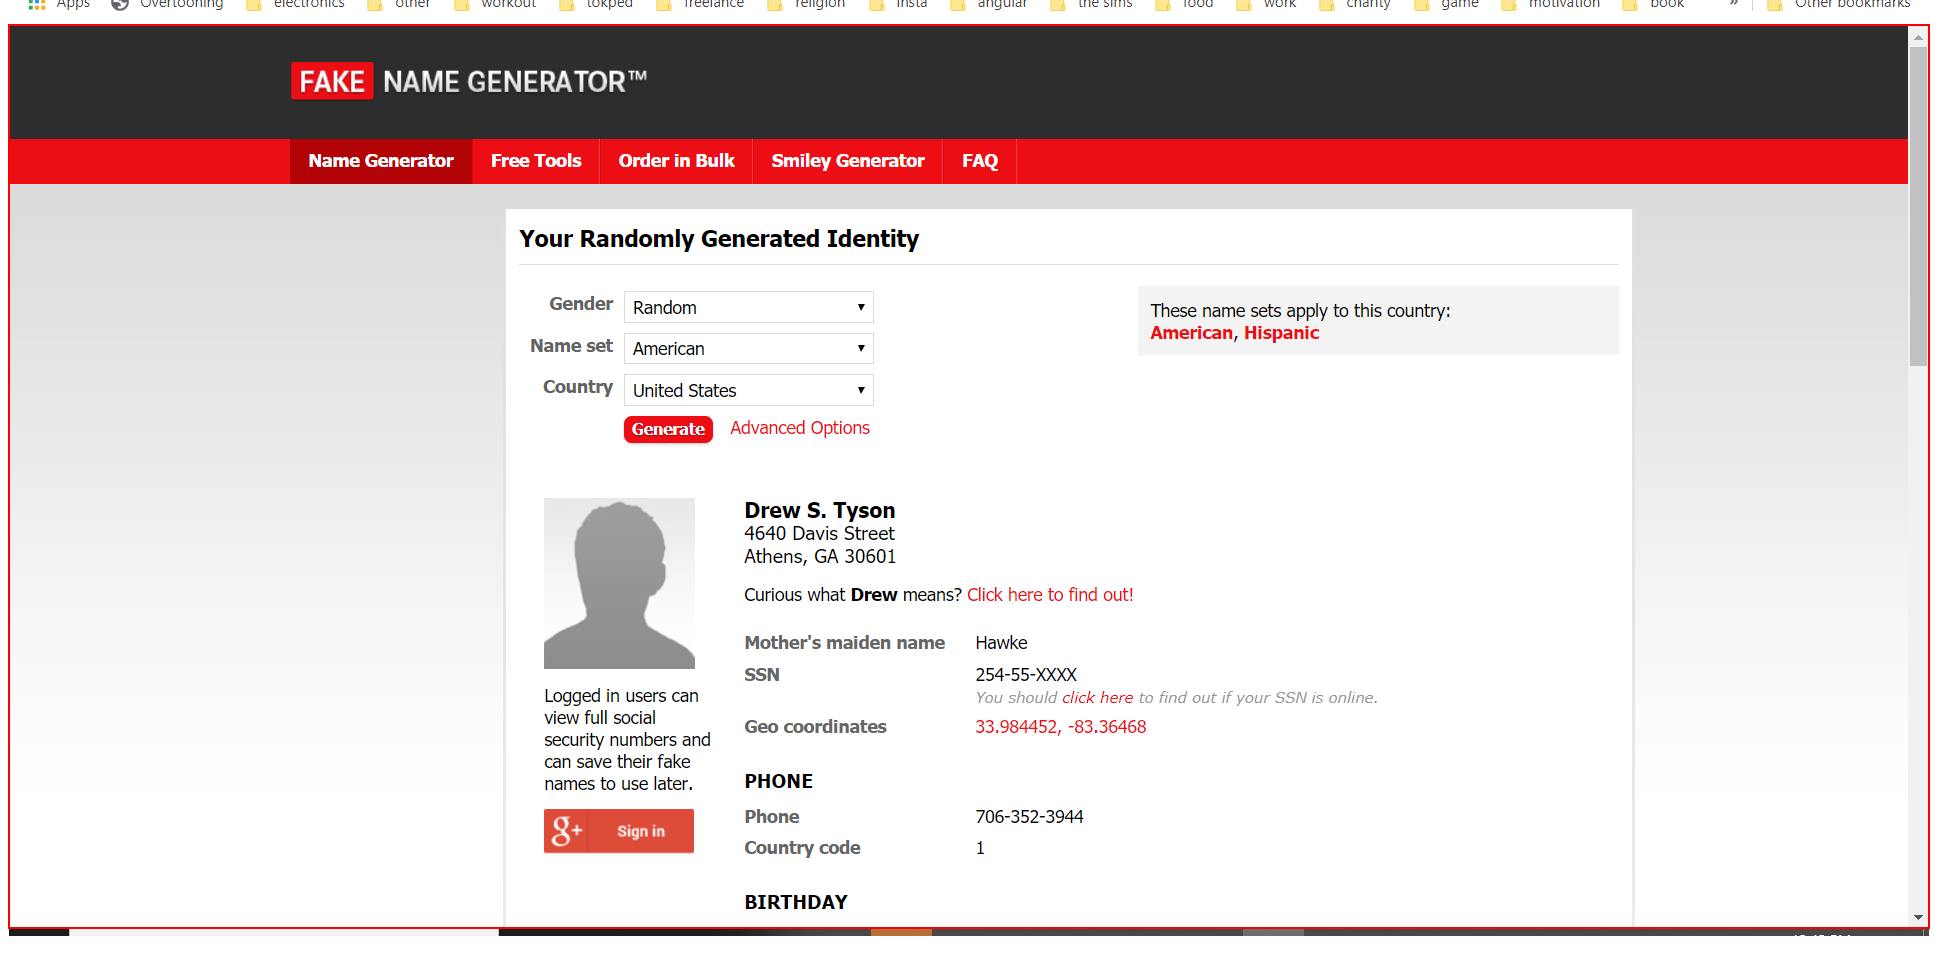 Apps Overtooning electronics other workout tokped freelance religion insta angular the sims food work charity game motivation book » Other bookmarks
FAKE NAME GENERATOR™
Name Generator Free Tools Order in Bulk Smiley Generator FAQ
Your Randomly Generated Identity
Gender Random
These name sets apply to this country:
American, Hispanic
Name set American
Country United States
Generate Advanced Options
Drew S. Tyson
4640 Davis Street
Athens, GA 30601
Curious what Drew means? Click here to find out!
Mother's maiden name Hawke
SSN 254-55-XXXX
You should click here to find out if your SSN is online.
Geo coordinates 33.984452, -83.36468
Logged in users can
view full social
security numbers and
can save their fake
names to use later.
g+ Sign in
PHONE
Phone 706-352-3944
Country code 1
BIRTHDAY